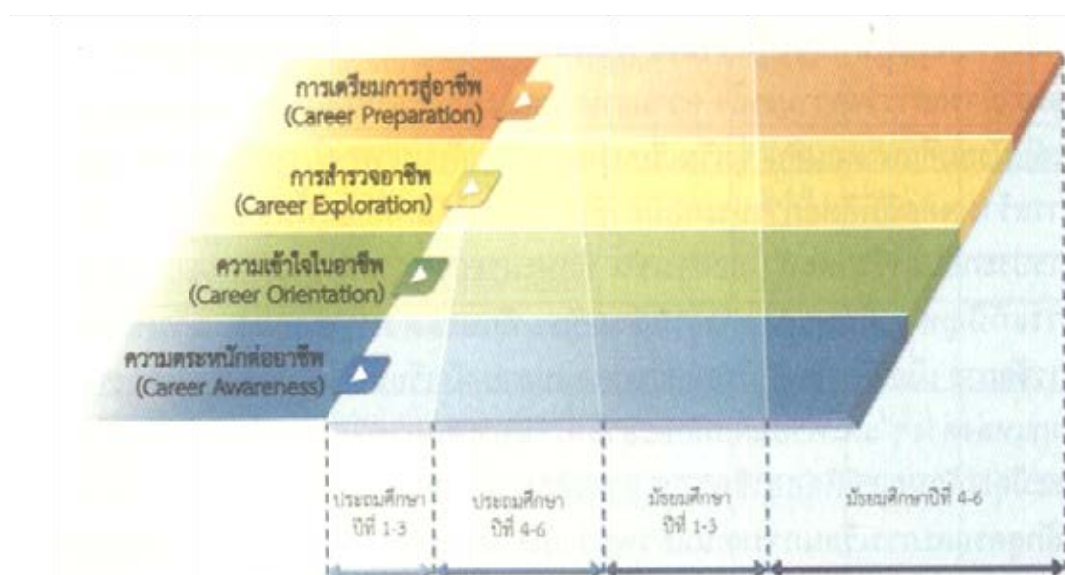 การเตรียมการสู่อาชีพ
(Career Preparation)
การสำรวจอาชีพ
(Career Exploration)
ความเข้าใจในอาชีพ
(Career Orientation)
ความตระหนักต่ออาชีพ
(Career Awareness)
ประถมศึกษา
ปีที่ 1-3
ประถมศึกษา
ปีที่ 4-6
มัธยมศึกษา
ปีที่ 1-3
มัธยมศึกษาปีที่ 4-6